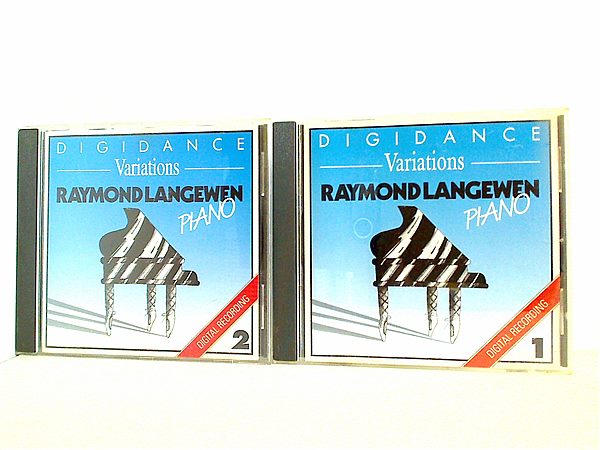 DIGIDANCE
Variations
RAYMOND LANGEWEN
PIANO
DIGITAL RECORDING
2
DIGIDANCE
Variations
RAYMOND LANGEWEN
PIANO
DIGITAL RECORDING
1